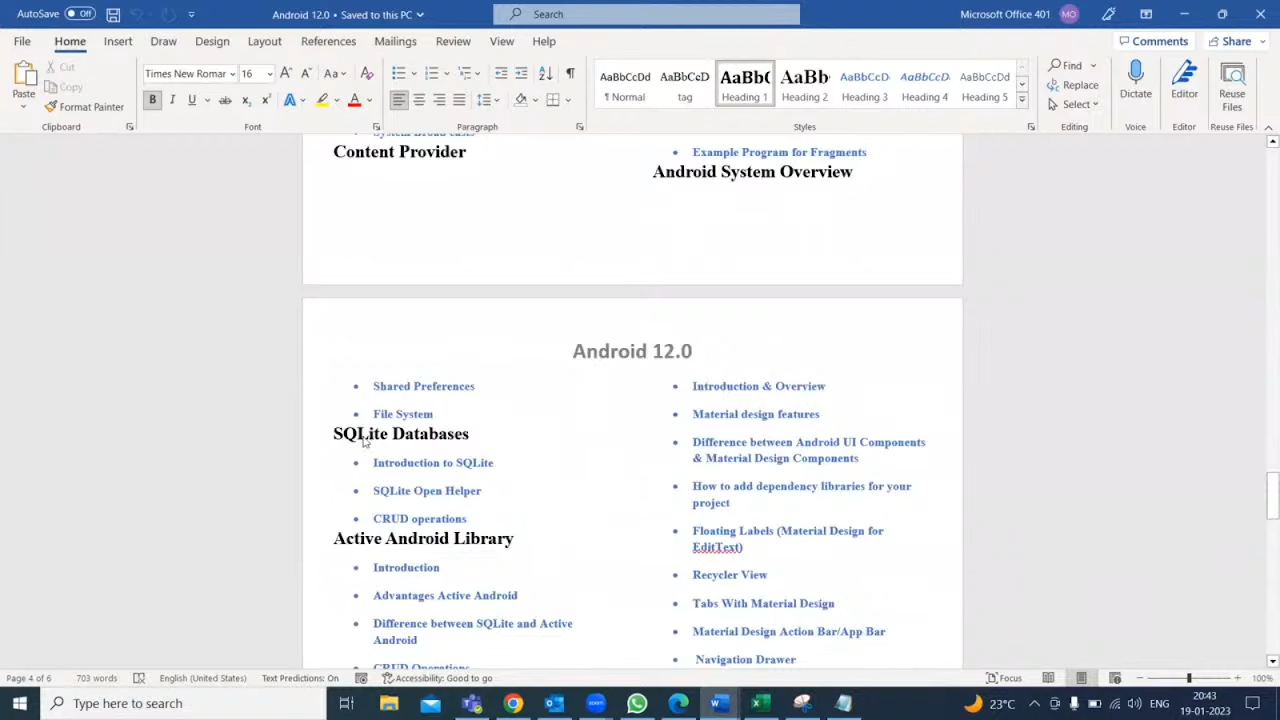 AutoSave Off
Android 12.0 • Saved to this PC
Search
Microsoft Office 401 MO
File Home Insert Draw Design Layout References Mailings Review View Help
Comments Share
Paste
Cut
Copy
Format Painter
Clipboard
Times New Romar 16
Font
Paragraph
AaBbCcDd
¶ Normal
AaBbCcD
tag
AaBb(
Heading 1
AaBb
Heading 2
AaBbCcD
Heading 3
AaBbCcD
Heading 4
AaBbCcD
Heading 5
Styles
Find
Replace
Select
Editing
Dictate
Voice
Editor
Editor
Reuse Files
Reuse Files
Content Provider
• Example Program for Fragments
Android System Overview
Android 12.0
• Shared Preferences
• File System
SQLite Databases
• Introduction to SQLite
• SQLite Open Helper
• CRUD operations
Active Android Library
• Introduction
• Advantages Active Android
• Difference between SQLite and Active
Android
CRUD Operations
• Introduction & Overview
• Material design features
• Difference between Android UI Components
& Material Design Components
• How to add dependency libraries for your
project
• Floating Labels (Material Design for
EditText)
• Recycler View
• Tabs With Material Design
• Material Design Action Bar/App Bar
• Navigation Drawer
Page 4 of 6 703 words English (United States) Text Predictions: On Accessibility: Good to go Focus 100%
Type here to search
23°C ENG 20:43
19-01-2023